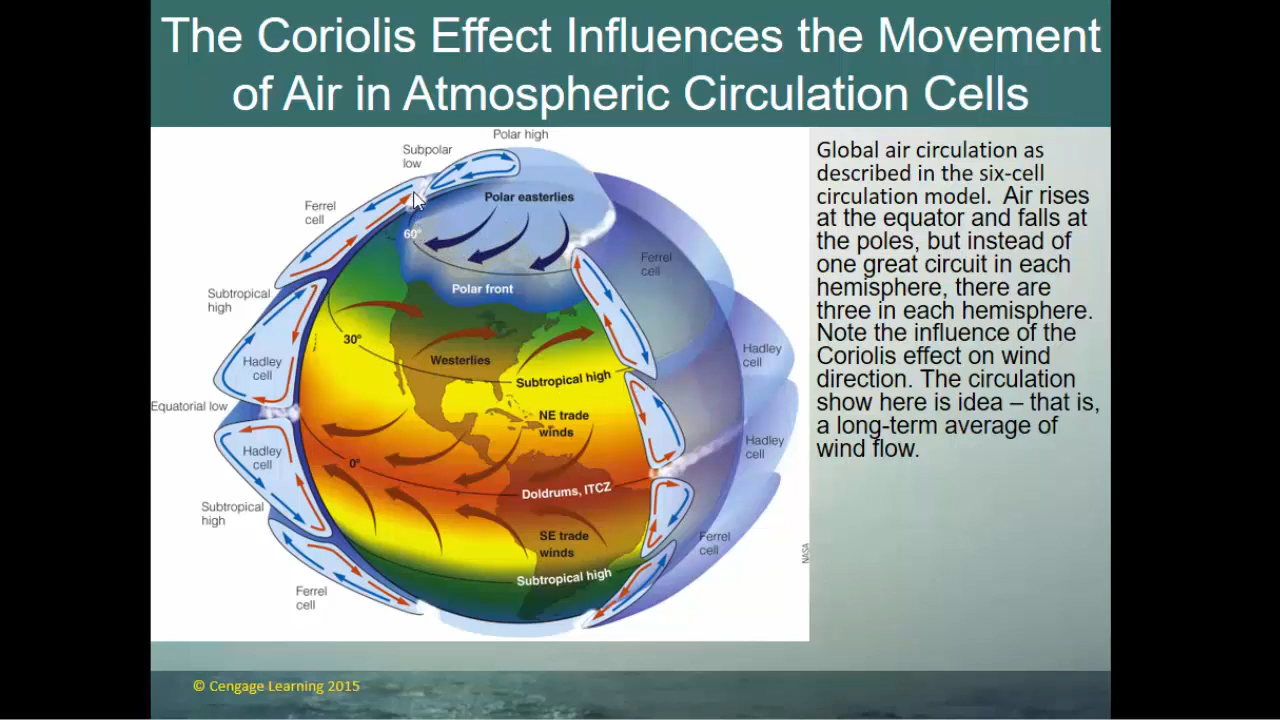 The Coriolis Effect Influences the Movement
of Air in Atmospheric Circulation Cells
Polar high
Subpolar
low
Polar easterlies
Ferrel
cell
60°
Ferrel
cell
Polar front
Subtropical
high
30°
Westerlies
Hadley
cell
Hadley
cell
Subtropical high
Equatorial low
NE trade
winds
Hadley
cell
0°
Hadley
cell
Doldrums, ITCZ
Subtropical
high
SE trade
winds
Ferrel
cell
Subtropical high
Ferrel
cell
NASA
Global air circulation as
described in the six-cell
circulation model. Air rises
at the equator and falls at
the poles, but instead of
one great circuit in each
hemisphere, there are
three in each hemisphere.
Note the influence of the
Coriolis effect on wind
direction. The circulation
show here is idea – that is,
a long-term average of
wind flow.
© Cengage Learning 2015